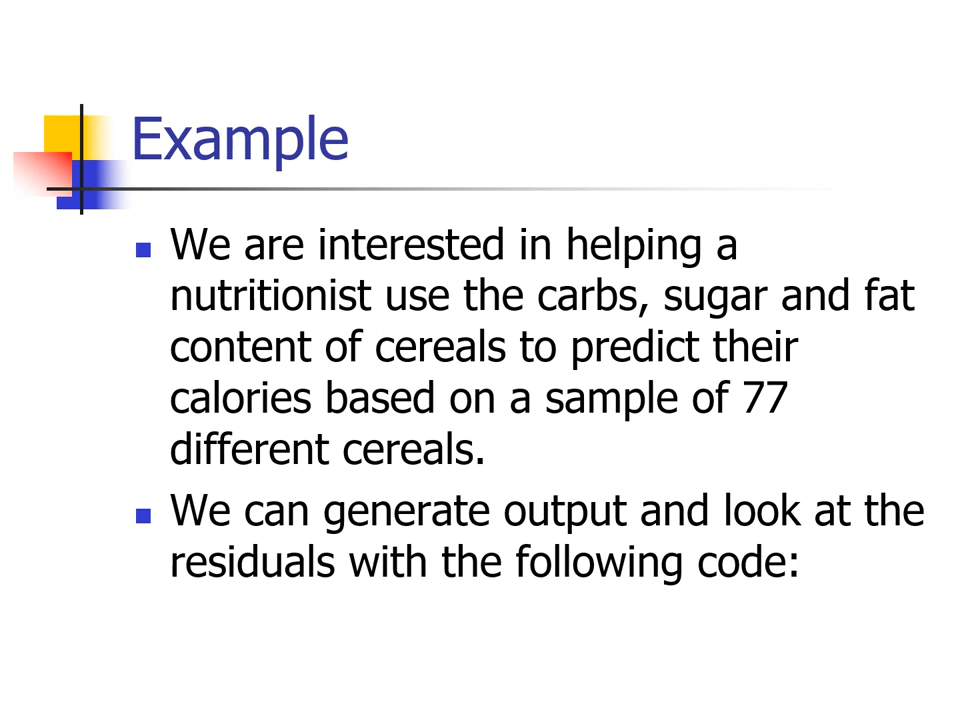 Example
We are interested in helping a
nutritionist use the carbs, sugar and fat
content of cereals to predict their
calories based on a sample of 77
different cereals.
We can generate output and look at the
residuals with the following code: